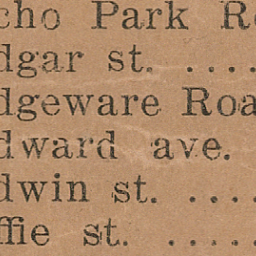 cho Park R
dgar st. ....
dgeware Roa
dward ave.
dwin st. ....
ffie st. .....